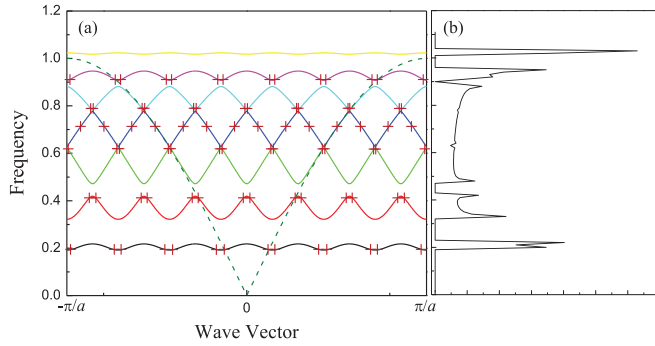 (a)
(b)
1.2
1.0
0.8
0.6
0.4
0.2
0.0
Frequency
-π/a
0
π/a
Wave Vector